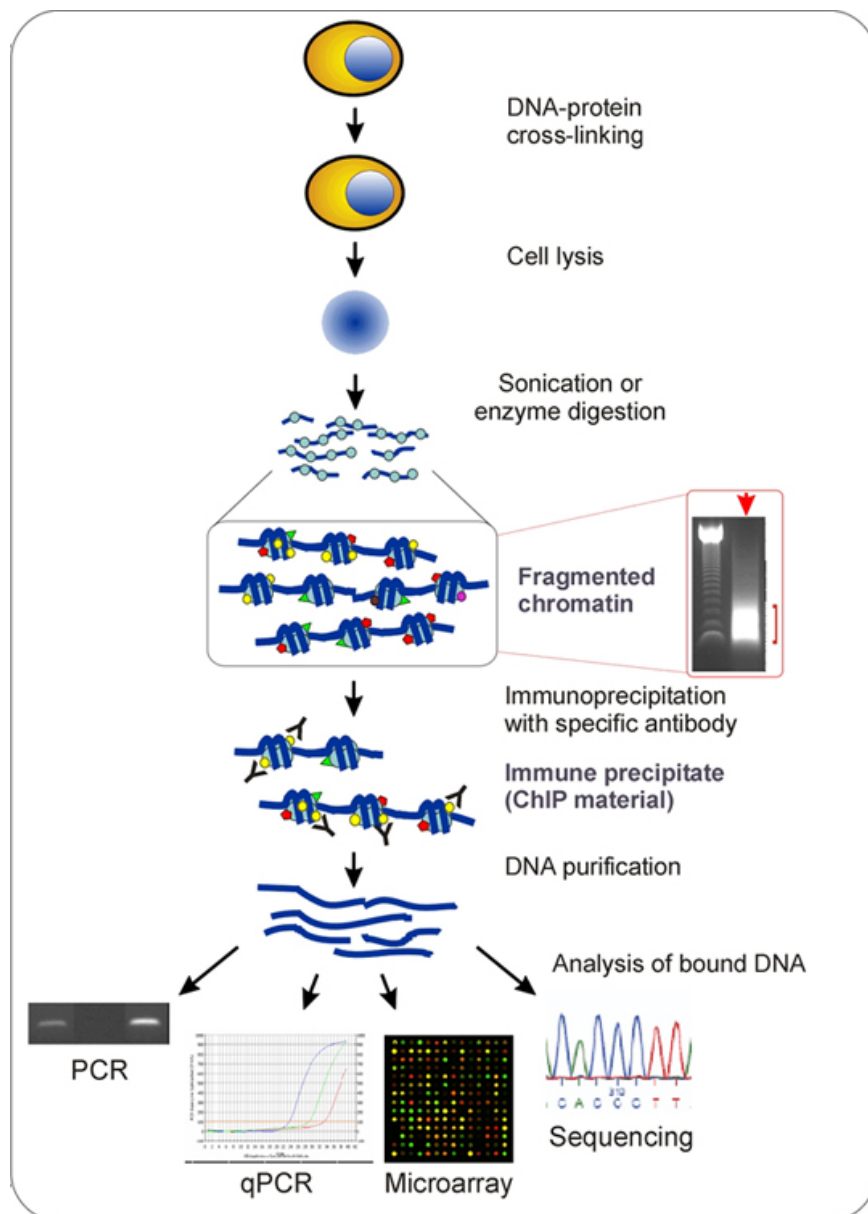 DNA-protein
cross-linking
Cell lysis
Sonication or
enzyme digestion
Fragmented
chromatin
Immunoprecipitation
with specific antibody
Immune precipitate
(ChIP material)
DNA purification
Analysis of bound DNA
PCR
qPCR
Microarray
C A C C C T T
Sequencing